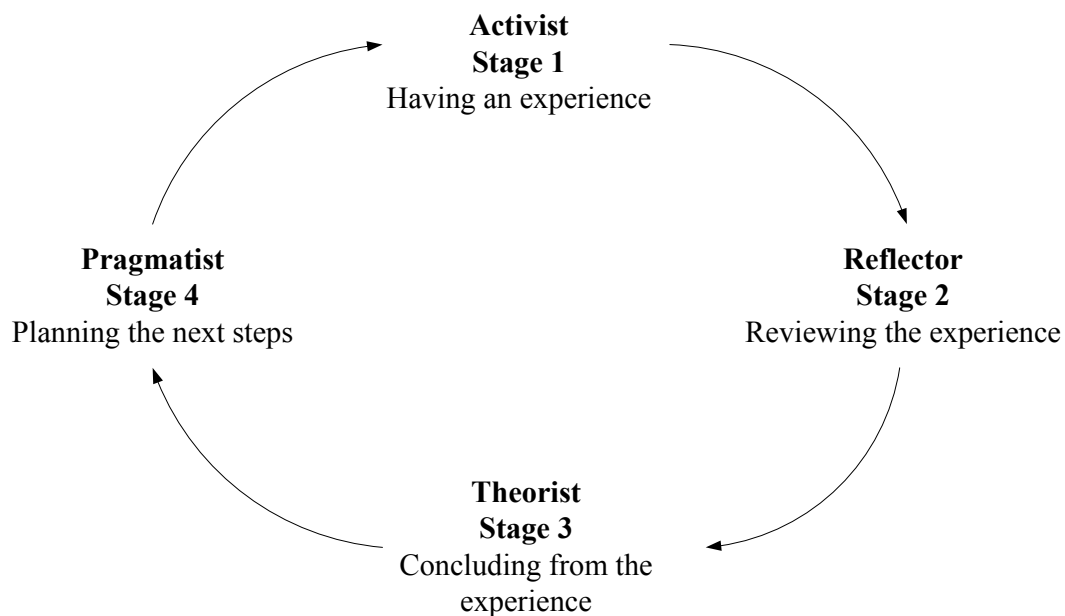 Activist
Stage 1
Having an experience
Pragmatist
Stage 4
Planning the next steps
Reflector
Stage 2
Reviewing the experience
Theorist
Stage 3
Concluding from the
experience